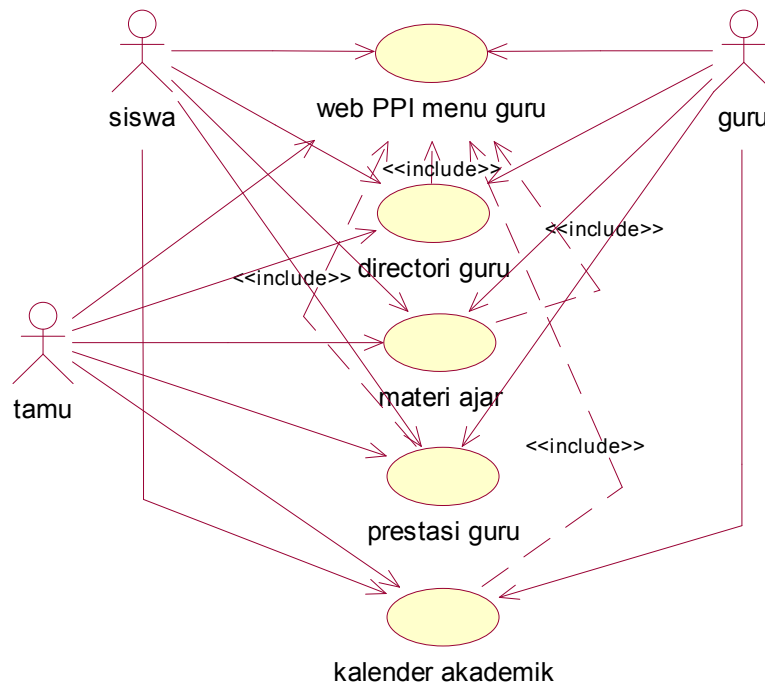 siswa
web PPI menu guru
guru
<<include>>
<<include>>
directori guru
<<include>>
materi ajar
tamu
<<include>>
prestasi guru
kalender akademik